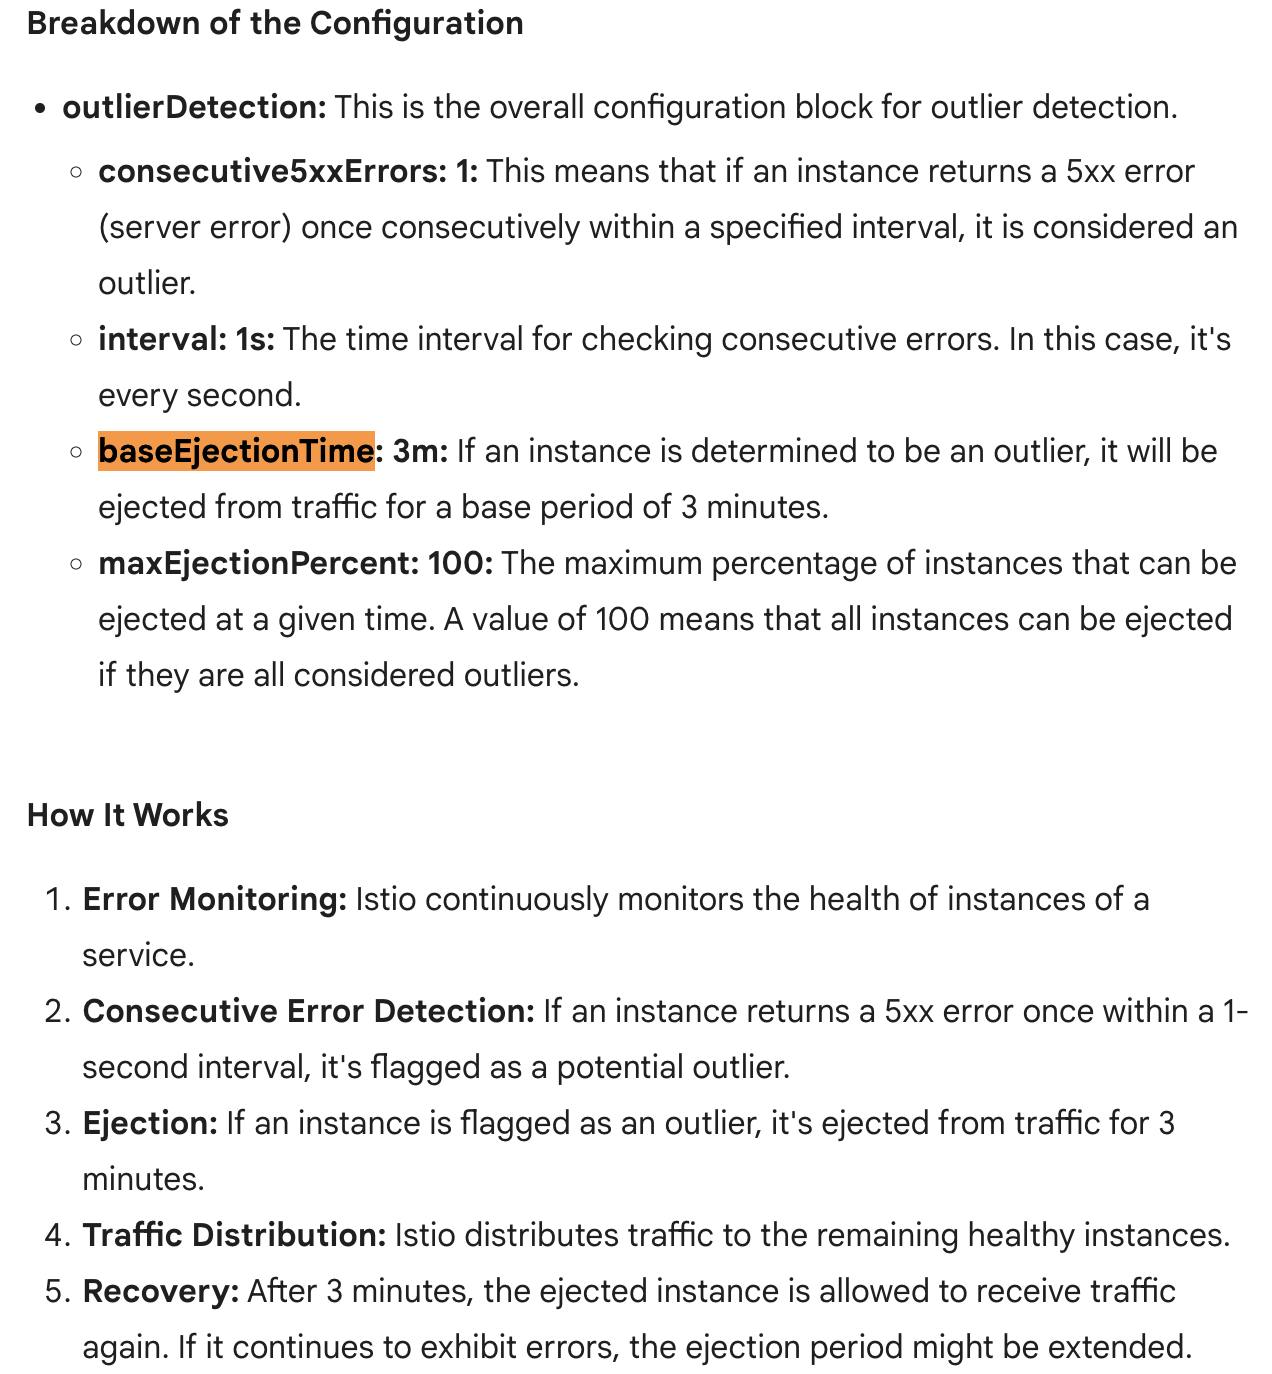 Breakdown of the Configuration
• outlierDetection: This is the overall configuration block for outlier detection.
◦ consecutive5xxErrors: 1: This means that if an instance returns a 5xx error
(server error) once consecutively within a specified interval, it is considered an
outlier.
◦ interval: 1s: The time interval for checking consecutive errors. In this case, it's
every second.
◦ baseEjectionTime: 3m: If an instance is determined to be an outlier, it will be
ejected from traffic for a base period of 3 minutes.
◦ maxEjectionPercent: 100: The maximum percentage of instances that can be
ejected at a given time. A value of 100 means that all instances can be ejected
if they are all considered outliers.
How It Works
1. Error Monitoring: Istio continuously monitors the health of instances of a
service.
2. Consecutive Error Detection: If an instance returns a 5xx error once within a 1-
second interval, it's flagged as a potential outlier.
3. Ejection: If an instance is flagged as an outlier, it's ejected from traffic for 3
minutes.
4. Traffic Distribution: Istio distributes traffic to the remaining healthy instances.
5. Recovery: After 3 minutes, the ejected instance is allowed to receive traffic
again. If it continues to exhibit errors, the ejection period might be extended.